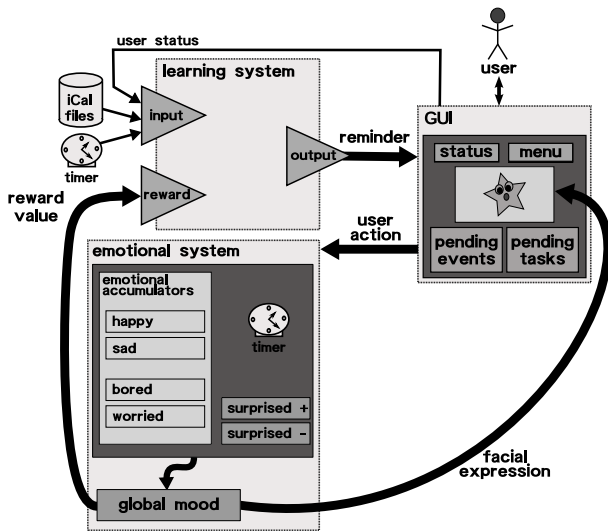 user status
learning system
user
iCal
files
input
GUI
timer
output
reminder
status
menu
reward
reward
value
user
action
pending
events
pending
tasks
emotional system
emotional
accumulators
happy
sad
timer
bored
worried
surprised +
surprised -
facial
expression
global mood